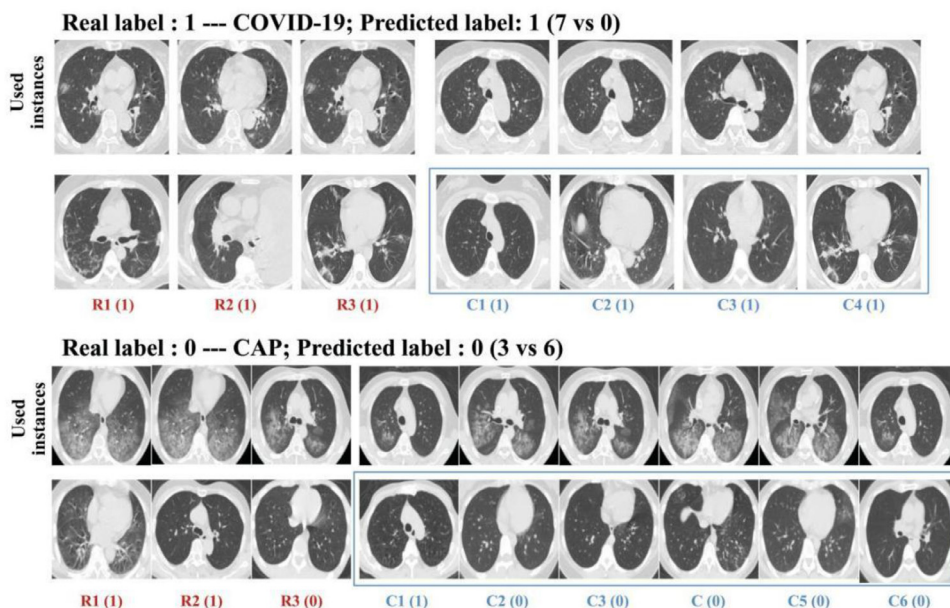 Real label : 1 --- COVID-19; Predicted label: 1 (7 vs 0)
Used
instances
R1 (1) R2 (1) R3 (1) C1 (1) C2 (1) C3 (1) C4 (1)
Real label : 0 --- CAP; Predicted label : 0 (3 vs 6)
Used
instances
R1 (1) R2 (1) R3 (0) C1 (1) C2 (0) C3 (0) C (0) C5 (0) C6 (0)